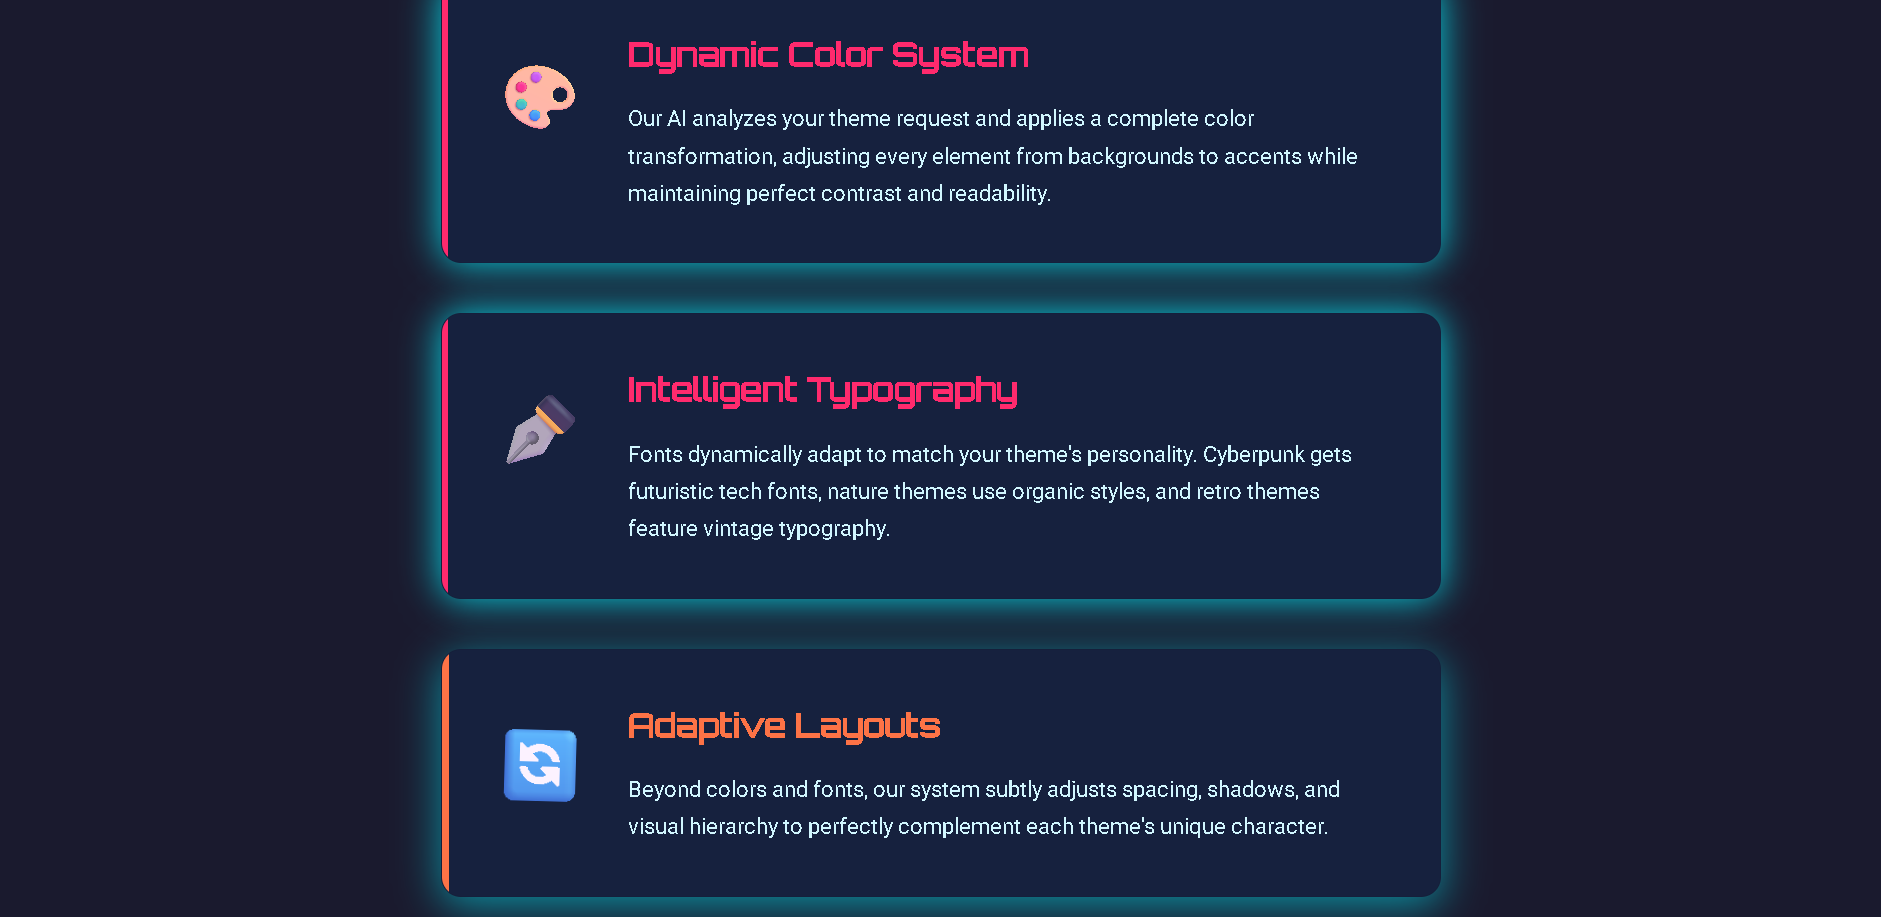 Dynamic Color System
Our AI analyzes your theme request and applies a complete color
transformation, adjusting every element from backgrounds to accents while
maintaining perfect contrast and readability.
Intelligent Typography
Fonts dynamically adapt to match your theme's personality. Cyberpunk gets
futuristic tech fonts, nature themes use organic styles, and retro themes
feature vintage typography.
Adaptive Layouts
Beyond colors and fonts, our system subtly adjusts spacing, shadows, and
visual hierarchy to perfectly complement each theme's unique character.